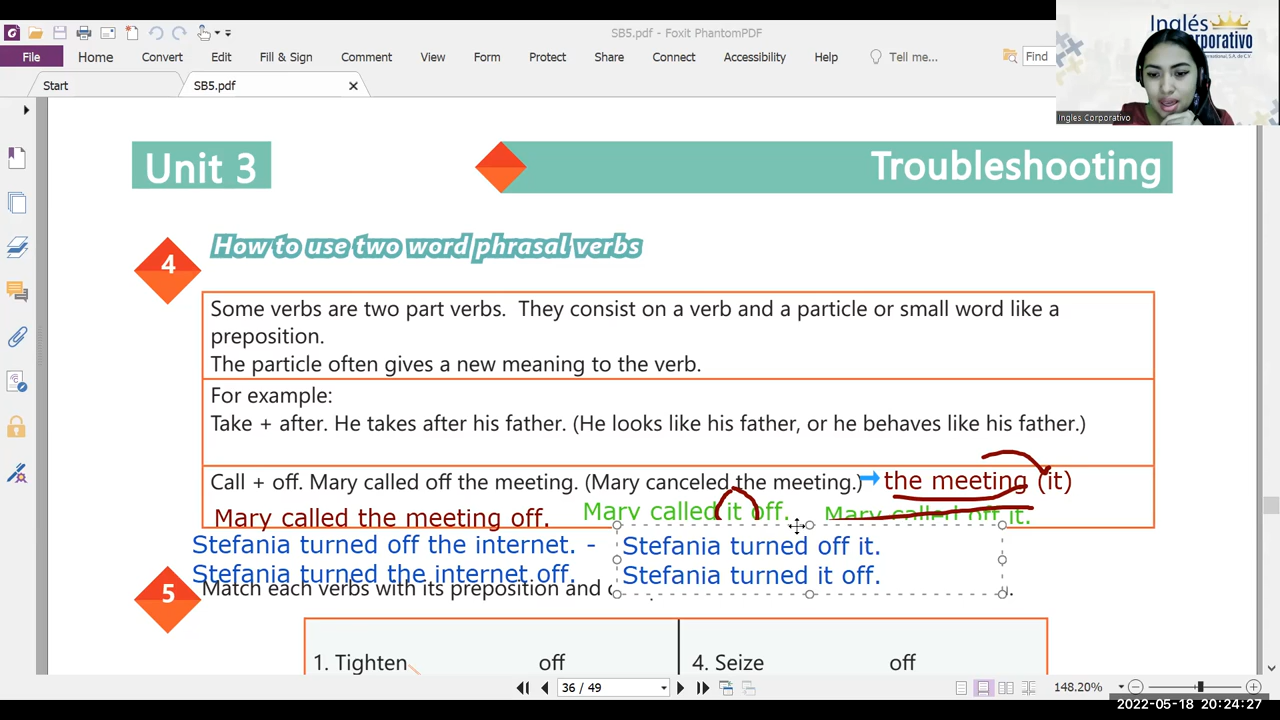 SB5.pdf - Foxit PhantomPDF
File Home Convert Edit Fill & Sign Comment View Form Protect Share Connect Accessibility Help Tell me... Find
Inglés
Corporativo
Start SB5.pdf
Ingles Corporativo
Unit 3 Troubleshooting
4 How to use two word phrasal verbs
Some verbs are two part verbs. They consist on a verb and a particle or small word like a
preposition.
The particle often gives a new meaning to the verb.
For example:
Take + after. He takes after his father. (He looks like his father, or he behaves like his father.)
Call + off. Mary called off the meeting. (Mary canceled the meeting.) the meeting (it)
Mary called the meeting off. Mary called it off. Mary called off it.
Stefania turned off the internet. - Stefania turned off it.
Stefania turned the internet off. Stefania turned it off.
5 Match each verbs with its preposition and
1. Tighten off 4. Seize off
36 / 49 148.20%
2022-05-18 20:24:27